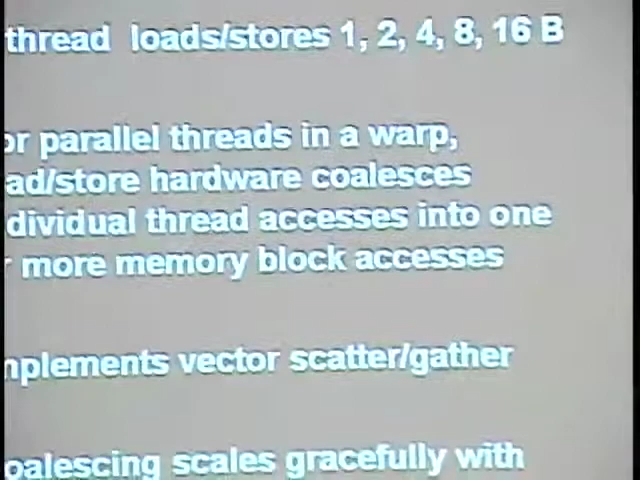 thread loads/stores 1, 2, 4, 8, 16 B
or parallel threads in a warp,
ad/store hardware coalesces
dividual thread accesses into one
r more memory block accesses
mplements vector scatter/gather
oalescing scales gracefully with